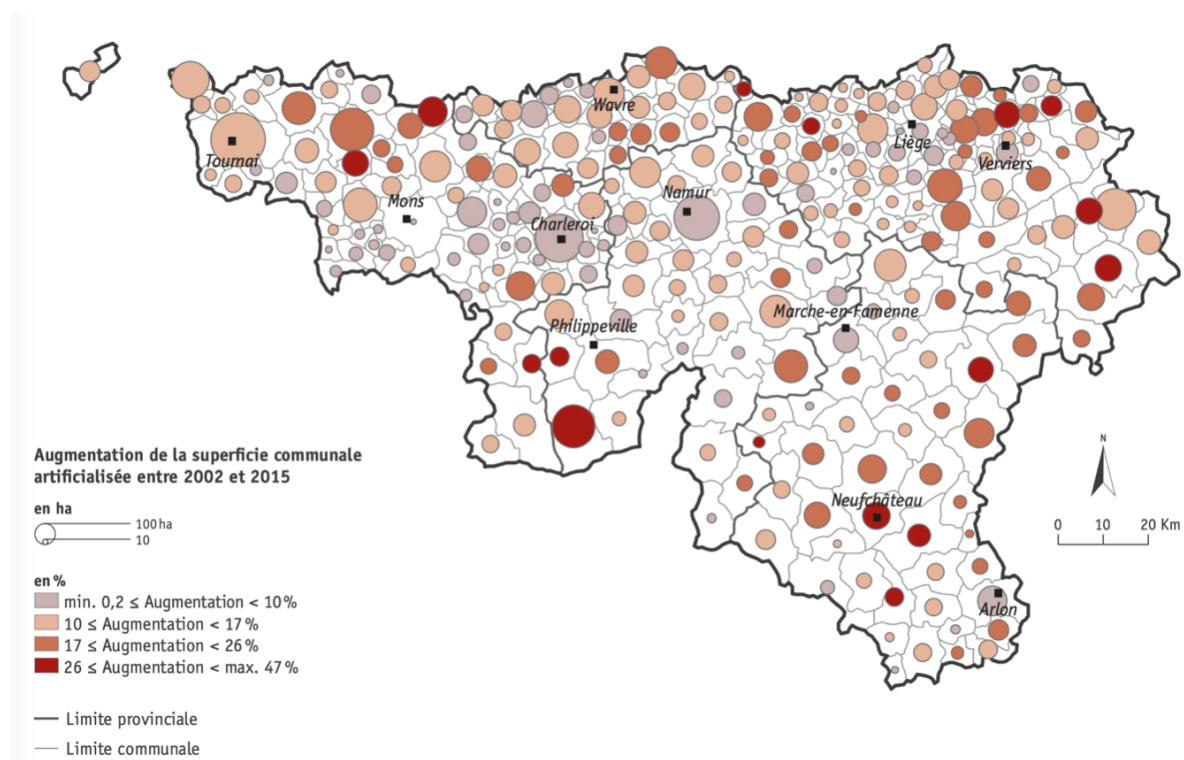 Wavre
Liège
Tournai
Verviers
Mons
Namur
Charleroi
Marche-en-Famenne
Philippeville
Neufchâteau
Arlon
Augmentation de la superficie communale
artificialisée entre 2002 et 2015
en ha
100 ha
10
en %
min. 0,2 ≤ Augmentation < 10 %
10 ≤ Augmentation < 17 %
17 ≤ Augmentation < 26 %
26 ≤ Augmentation < max. 47 %
Limite provinciale
Limite communale
N
0 10 20 Km